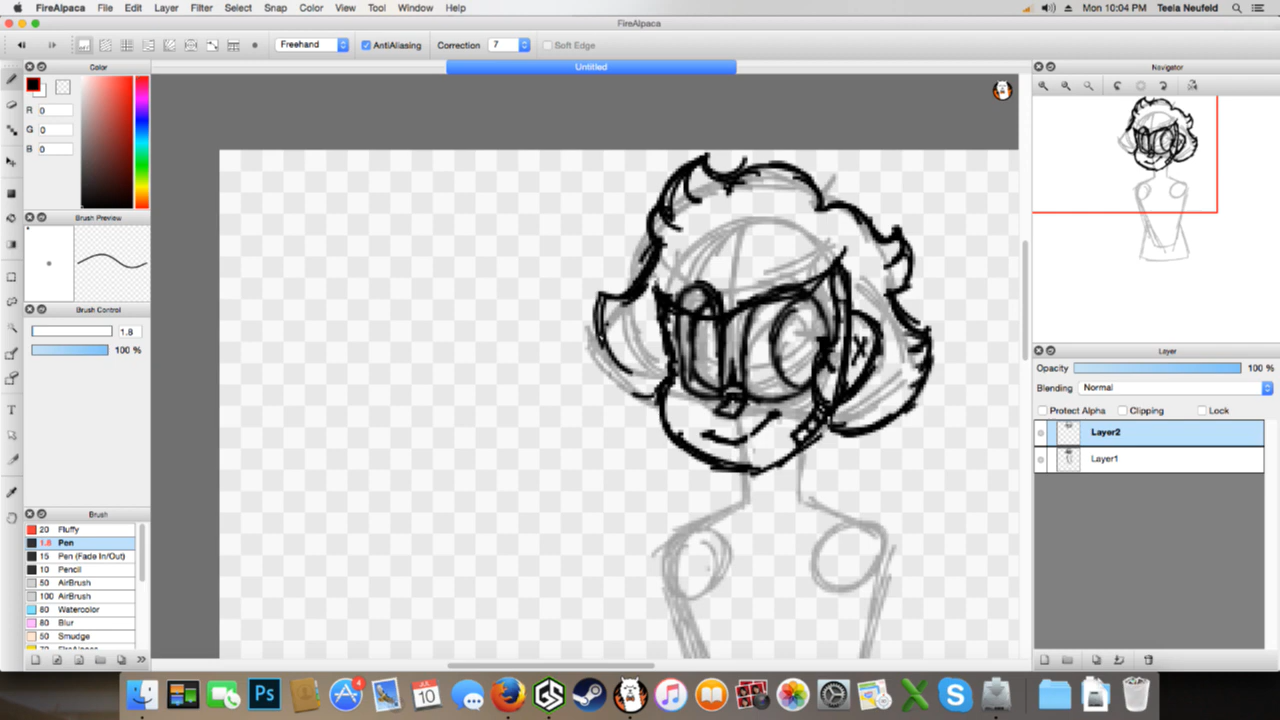 FireAlpaca File Edit Layer Filter Select Snap Color View Tool Window Help Mon 10:04 PM Teela Neufeld
FireAlpaca
Freehand AntiAliasing Correction 7 Soft Edge
Color
Untitled
Navigator
R 0
G 0
B 0
Brush Preview
Brush Control
1.8
100 %
Layer
Opacity 100 %
Blending Normal
Protect Alpha Clipping Lock
Layer2
Layer1
Brush
20 Fluffy
1.8 Pen
15 Pen (Fade In/Out)
10 Pencil
50 AirBrush
100 AirBrush
80 Watercolor
80 Blur
50 Smudge
Ps
4
JUL
10
X
S